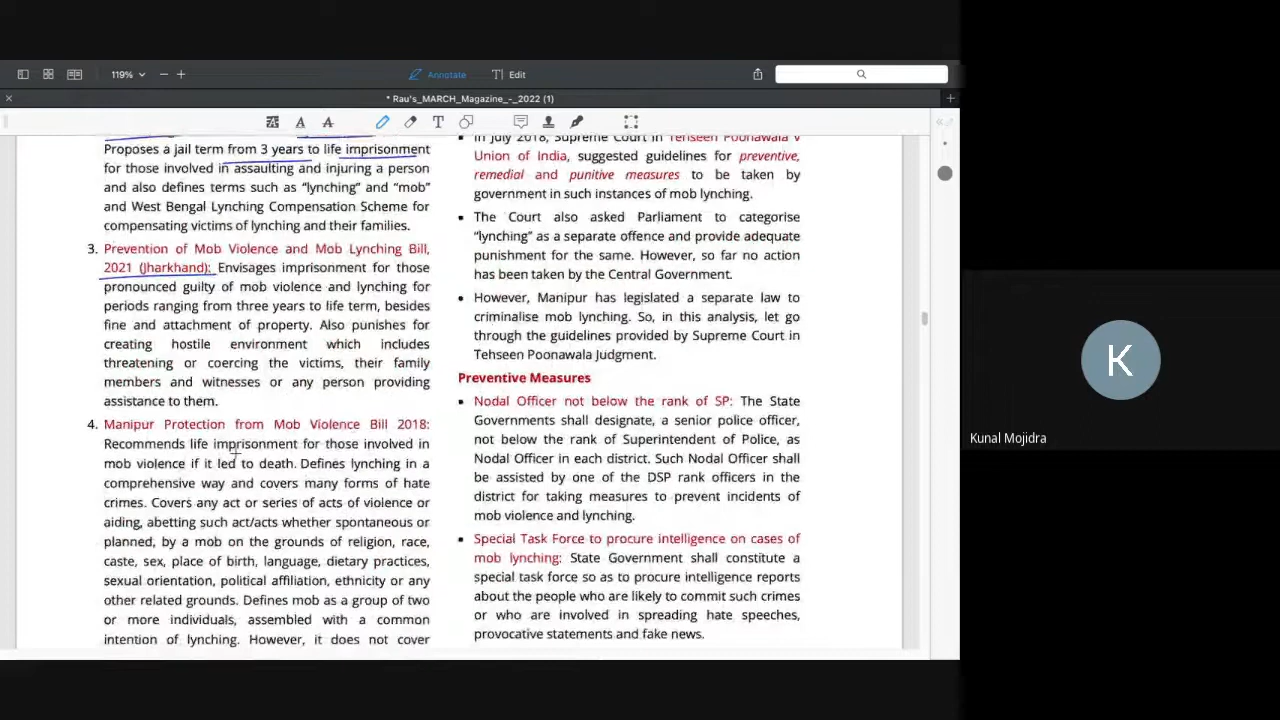 119%
Annotate
Edit
* Rau's_MARCH_Magazine_-_2022 (1)
Proposes a jail term from 3 years to life imprisonment
for those involved in assaulting and injuring a person
and also defines terms such as “lynching” and “mob”
and West Bengal Lynching Compensation Scheme for
compensating victims of lynching and their families.
3. Prevention of Mob Violence and Mob Lynching Bill,
2021 (Jharkhand): Envisages imprisonment for those
pronounced guilty of mob violence and lynching for
periods ranging from three years to life term, besides
fine and attachment of property. Also punishes for
creating hostile environment which includes
threatening or coercing the victims, their family
members and witnesses or any person providing
assistance to them.
4. Manipur Protection from Mob Violence Bill 2018:
Recommends life imprisonment for those involved in
mob violence if it led to death. Defines lynching in a
comprehensive way and covers many forms of hate
crimes. Covers any act or series of acts of violence or
aiding, abetting such act/acts whether spontaneous or
planned, by a mob on the grounds of religion, race,
caste, sex, place of birth, language, dietary practices,
sexual orientation, political affiliation, ethnicity or any
other related grounds. Defines mob as a group of two
or more individuals, assembled with a common
intention of lynching. However, it does not cover
In July 2018, Supreme Court in Tehseen Poonawala v
Union of India, suggested guidelines for preventive,
remedial and punitive measures to be taken by
government in such instances of mob lynching.
▪ The Court also asked Parliament to categorise
“lynching” as a separate offence and provide adequate
punishment for the same. However, so far no action
has been taken by the Central Government.
▪ However, Manipur has legislated a separate law to
criminalise mob lynching. So, in this analysis, let go
through the guidelines provided by Supreme Court in
Tehseen Poonawala Judgment.
Preventive Measures
▪ Nodal Officer not below the rank of SP: The State
Governments shall designate, a senior police officer,
not below the rank of Superintendent of Police, as
Nodal Officer in each district. Such Nodal Officer shall
be assisted by one of the DSP rank officers in the
district for taking measures to prevent incidents of
mob violence and lynching.
▪ Special Task Force to procure intelligence on cases of
mob lynching: State Government shall constitute a
special task force so as to procure intelligence reports
about the people who are likely to commit such crimes
or who are involved in spreading hate speeches,
provocative statements and fake news.
K
Kunal Mojidra